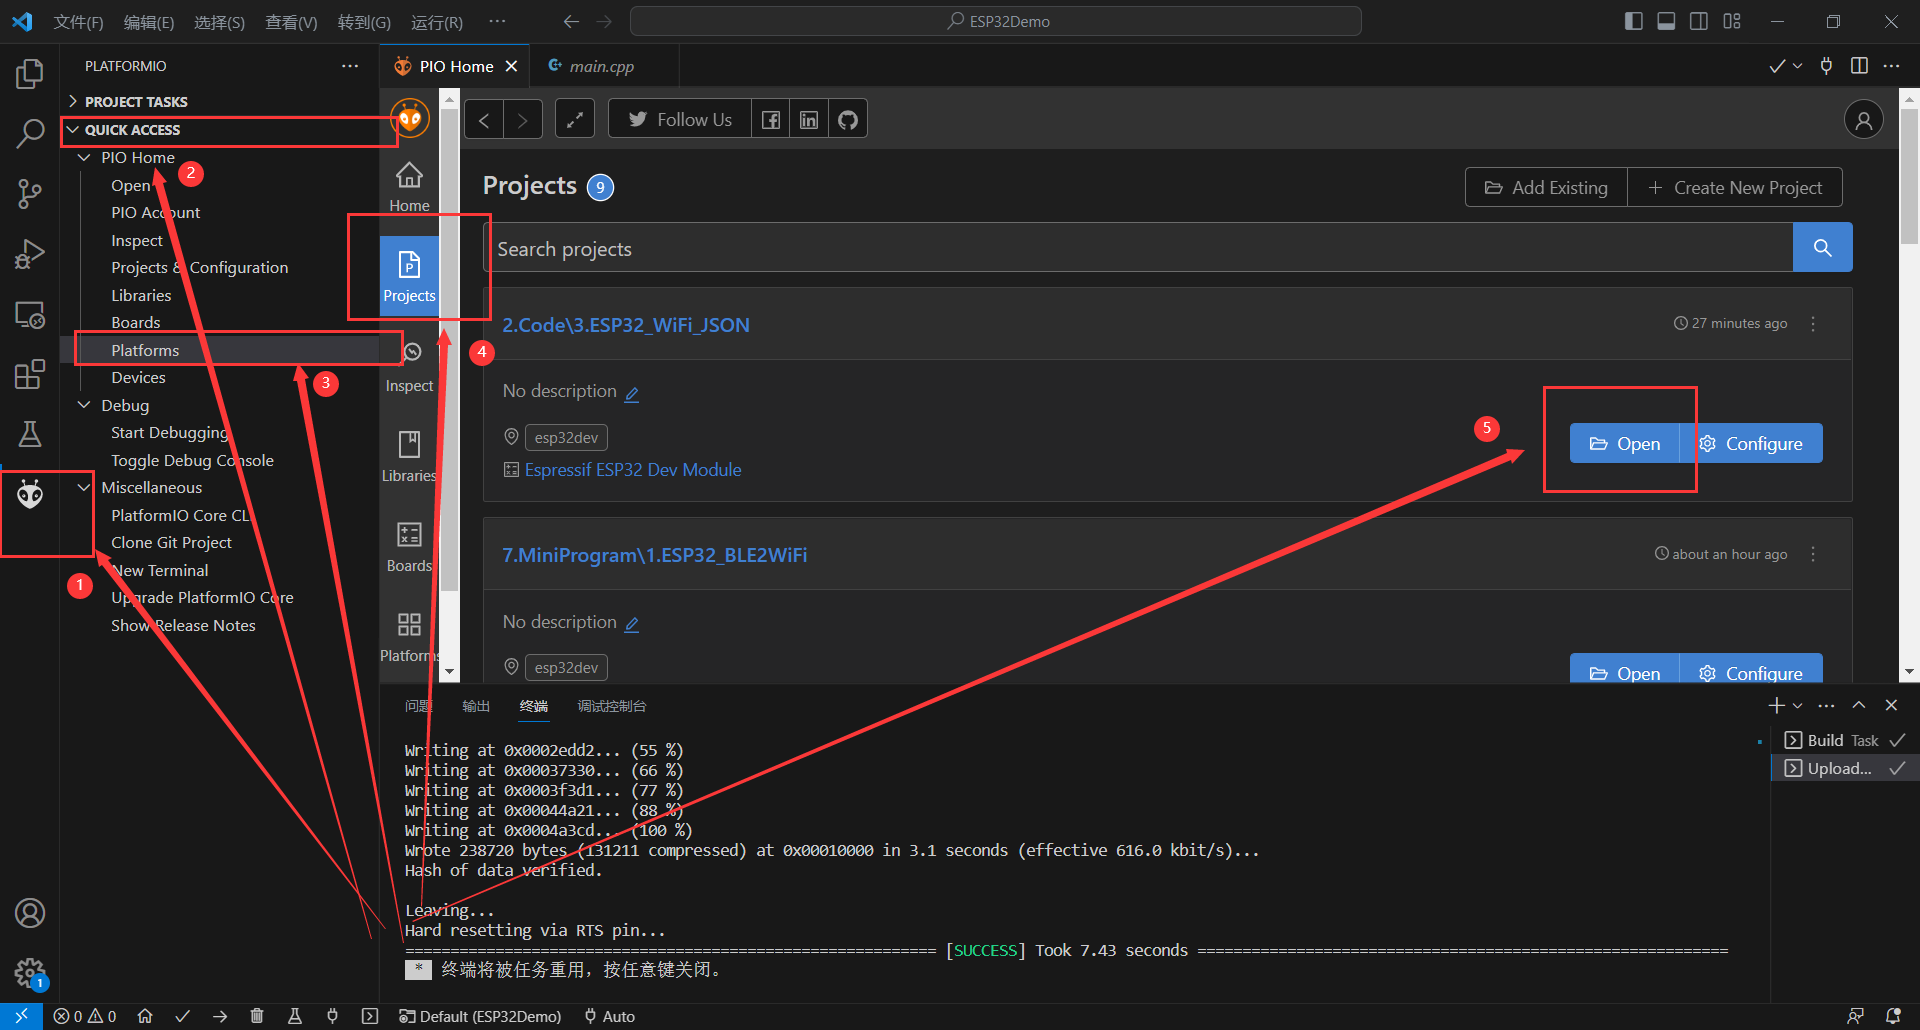 文件(F) 编辑(E) 选择(S) 查看(V) 转到(G) 运行(R) ··· ESP32Demo
PLATFORMIO
PROJECT TASKS
QUICK ACCESS
PIO Home
Open
PIO Account
Inspect
Projects & Configuration
Libraries
Boards
Platforms
Devices
Debug
Start Debugging
Toggle Debug Console
Miscellaneous
PlatformIO Core CL
Clone Git Project
New Terminal
Upgrade PlatformIO Core
Show Release Notes
1
2
3
4
5
1
PIO Home
main.cpp
Follow Us
Home
Projects
Inspect
Libraries
Boards
Platforms
Projects 9
Add Existing
Create New Project
Search projects
2.Code\3.ESP32_WiFi_JSON
27 minutes ago
No description
esp32dev
Espressif ESP32 Dev Module
Open
Configure
7.MiniProgram\1.ESP32_BLE2WiFi
about an hour ago
No description
esp32dev
Open
Configure
问题 输出 终端 调试控制台
Writing at 0x0002edd2... (55 %)
Writing at 0x00037330... (66 %)
Writing at 0x0003f3d1... (77 %)
Writing at 0x00044a21... (88 %)
Writing at 0x0004a3cd... (100 %)
Wrote 238720 bytes (131211 compressed) at 0x00010000 in 3.1 seconds (effective 616.0 kbit/s)...
Hash of data verified.
Leaving...
Hard resetting via RTS pin...
[SUCCESS] Took 7.43 seconds
* 终端将被任务重用，按任意键关闭。
Build Task
Upload...
0 0 Default (ESP32Demo) Auto